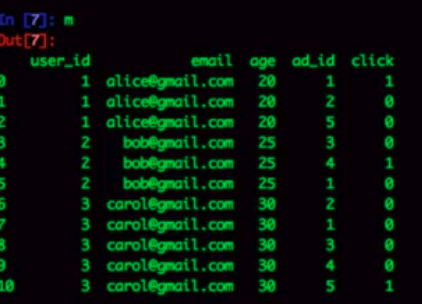 In [7]: m
Out[7]:
user_id email age ad_id click
0 1 alice@gmail.com 20 1 1
1 1 alice@gmail.com 20 2 0
2 1 alice@gmail.com 20 5 0
3 2 bob@gmail.com 25 3 0
4 2 bob@gmail.com 25 4 1
5 2 bob@gmail.com 25 1 0
6 3 carol@gmail.com 30 2 0
7 3 carol@gmail.com 30 1 0
8 3 carol@gmail.com 30 3 0
9 3 carol@gmail.com 30 4 0
10 3 carol@gmail.com 30 5 1